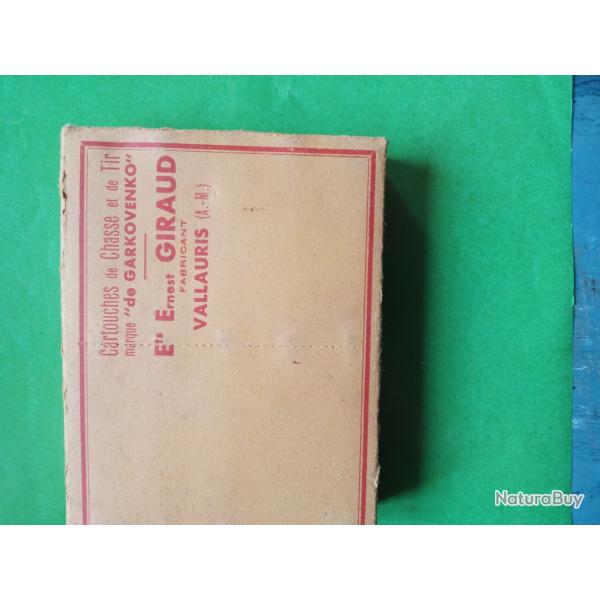 Cartouches de Chasse et de Tir
marque "de GARKOVENKO"
Ets Ernest GIRAUD
FABRICANT
VALLAURIS (A.-M.)
NaturaBuy